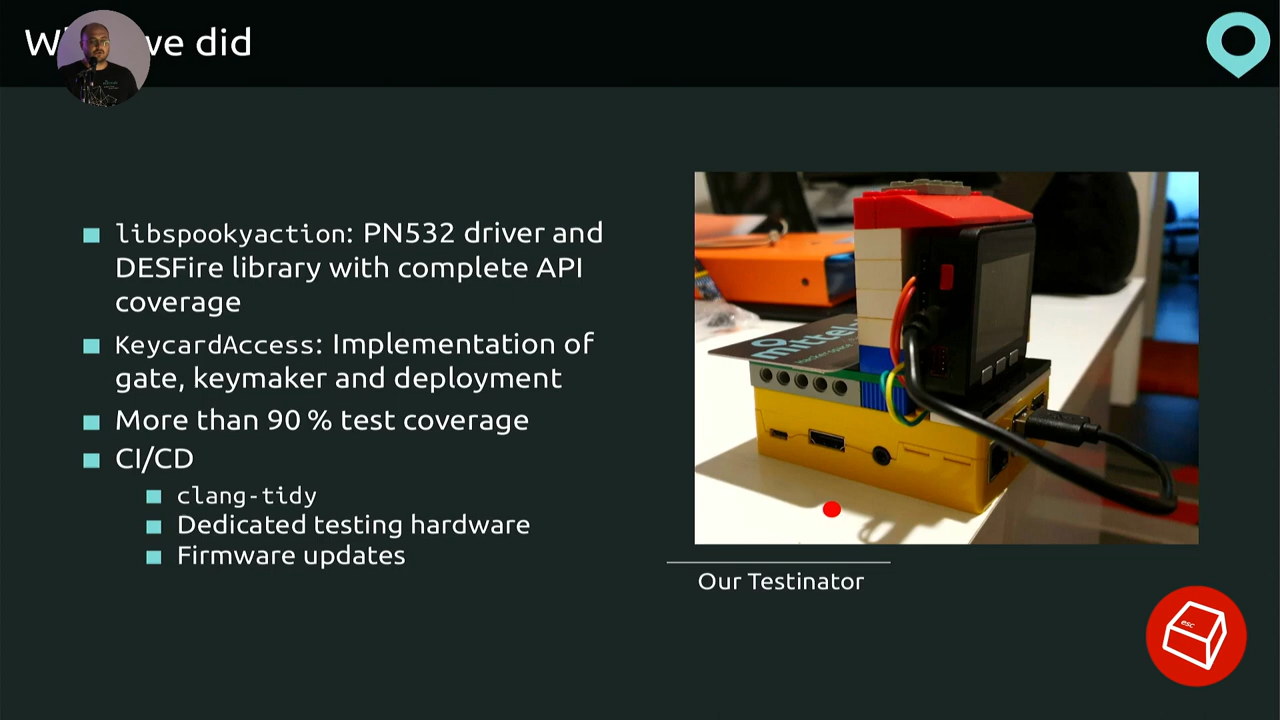 we did
libspookyaction: PN532 driver and
DESFire library with complete API
coverage
KeycardAccess: Implementation of
gate, keymaker and deployment
More than 90 % test coverage
CI/CD
clang-tidy
Dedicated testing hardware
Firmware updates
Our Testinator
esc